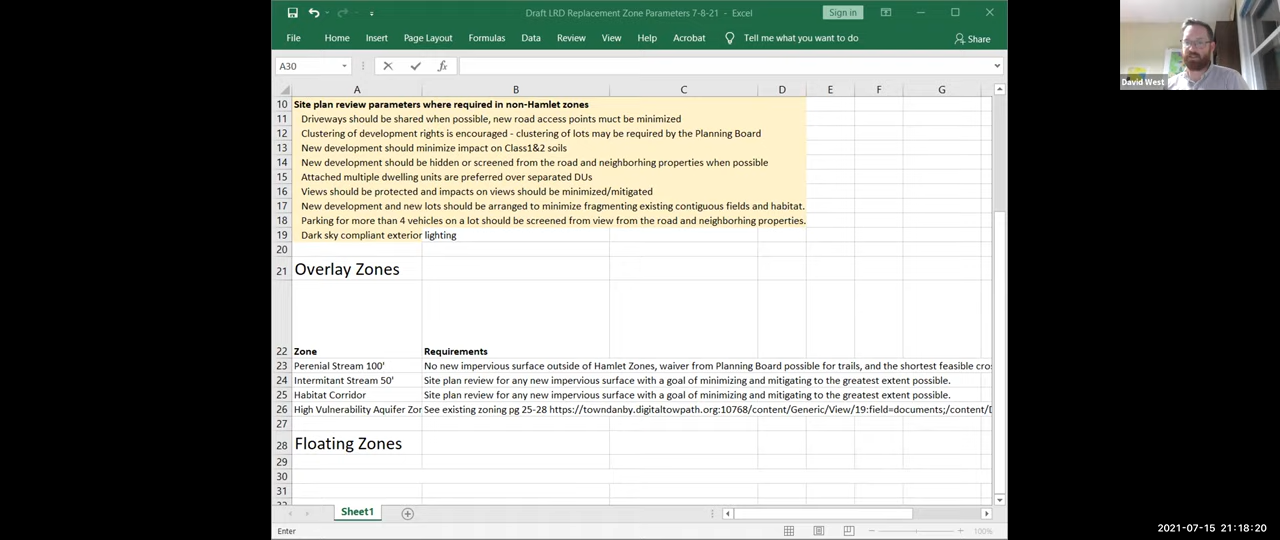 Draft LRD Replacement Zone Parameters 7-8-21 - Excel
Sign in
File Home Insert Page Layout Formulas Data Review View Help Acrobat Tell me what you want to do Share
A30
A B C D E F G
10 Site plan review parameters where required in non-Hamlet zones
11 Driveways should be shared when possible, new road access points muct be minimized
12 Clustering of development rights is encouraged - clustering of lots may be required by the Planning Board
13 New development should minimize impact on Class1&2 soils
14 New development should be hidden or screened from the road and neighborhing properties when possible
15 Attached multiple dwelling units are preferred over separated DUs
16 Views should be protected and impacts on views should be minimized/mitigated
17 New development and new lots should be arranged to minimize fragmenting existing contiguous fields and habitat.
18 Parking for more than 4 vehicles on a lot should be screened from view from the road and neighborhing properties.
19 Dark sky compliant exterior lighting
20
21 Overlay Zones
22 Zone Requirements
23 Perenial Stream 100' No new impervious surface outside of Hamlet Zones, waiver from Planning Board possible for trails, and the shortest feasible cro
24 Intermitant Stream 50' Site plan review for any new impervious surface with a goal of minimizing and mitigating to the greatest extent possible.
25 Habitat Corridor Site plan review for any new impervious surface with a goal of minimizing and mitigating to the greatest extent possible.
26 High Vulnerability Aquifer Zor See existing zoning pg 25-28 https://towndanby.digitaltowpath.org:10768/content/Generic/View/19:field=documents;/content/D
27
28 Floating Zones
29
30
31
Sheet1
Enter
100%
David West
2021-07-15 21:18:20